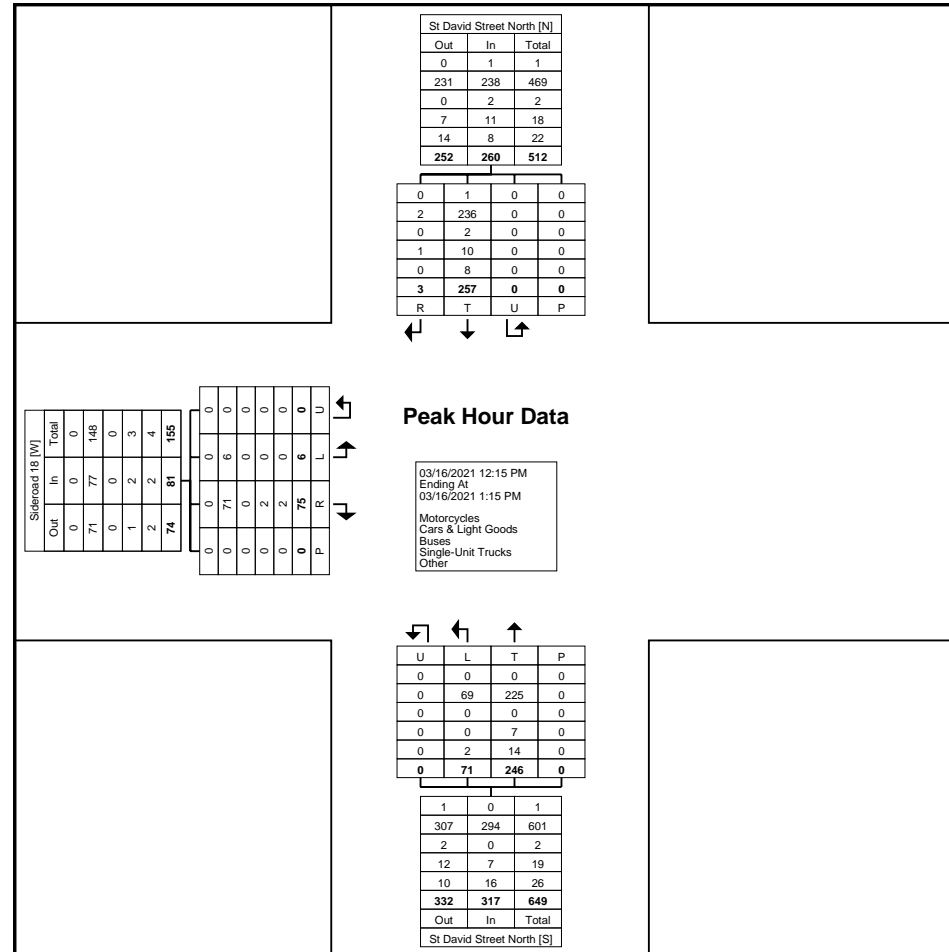 St David Street North [N]
Out In Total
0 1 1
231 238 469
0 2 2
7 11 18
14 8 22
252 260 512
0 1 0 0
2 236 0 0
0 2 0 0
1 10 0 0
0 8 0 0
3 257 0 0
R T U P
Sideroad 18 [W]
Out In Total
0 0 0
71 77 148
0 0 0
1 2 3
2 2 4
74 81 155
0 0 0 0
0 71 6 0
0 0 0 0
0 2 0 0
0 2 0 0
0 75 6 0
P R L U
Peak Hour Data
03/16/2021 12:15 PM
Ending At
03/16/2021 1:15 PM
Motorcycles
Cars & Light Goods
Buses
Single-Unit Trucks
Other
U L T P
0 0 0 0
0 69 225 0
0 0 0 0
0 0 7 0
0 2 14 0
0 71 246 0
1 0 1
307 294 601
2 0 2
12 7 19
10 16 26
332 317 649
Out In Total
St David Street North [S]